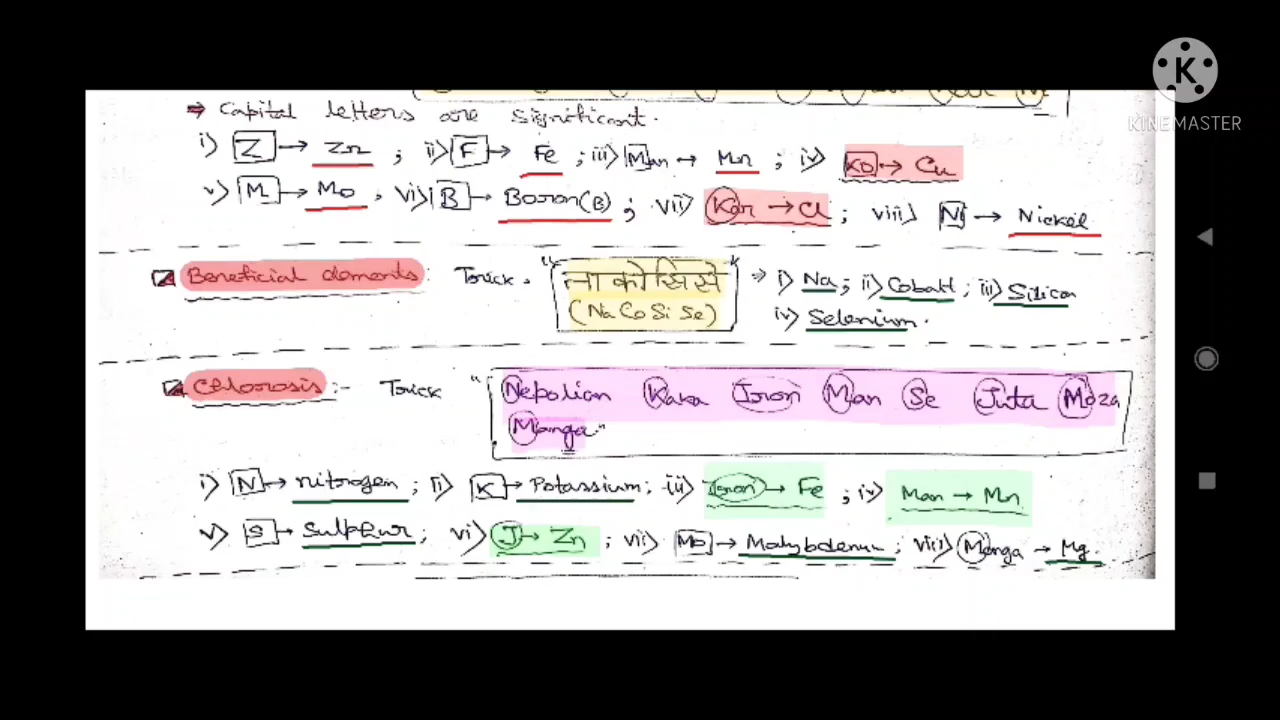 KINEMASTER
⇒ Capital letters are significant.
i) Z → Zn ; ii) F → Fe ; iii) Man → Mn ; iv) KO → Cu
v) M → Mo , vi) B → Boron(B) ; vii) Kar → Cl ; viii) N → Nickel
Beneficial elements: Trick. "ना को सि से" → i) Na ; ii) Cobalt ; iii) Silicon
(Na Co Si Se) iv) Selenium.
Chlorosis :- Trick "Nepolian Kaka Iron Man Se Juta Moza
Manga"
i) N → nitrogen ; ii) K → Potassium ; iii) Iron → Fe ; iv) Man → Mn
v) S → Sulphur ; vi) J → Zn ; vii) Mo → Molybdenum ; viii) Manga → Mg.